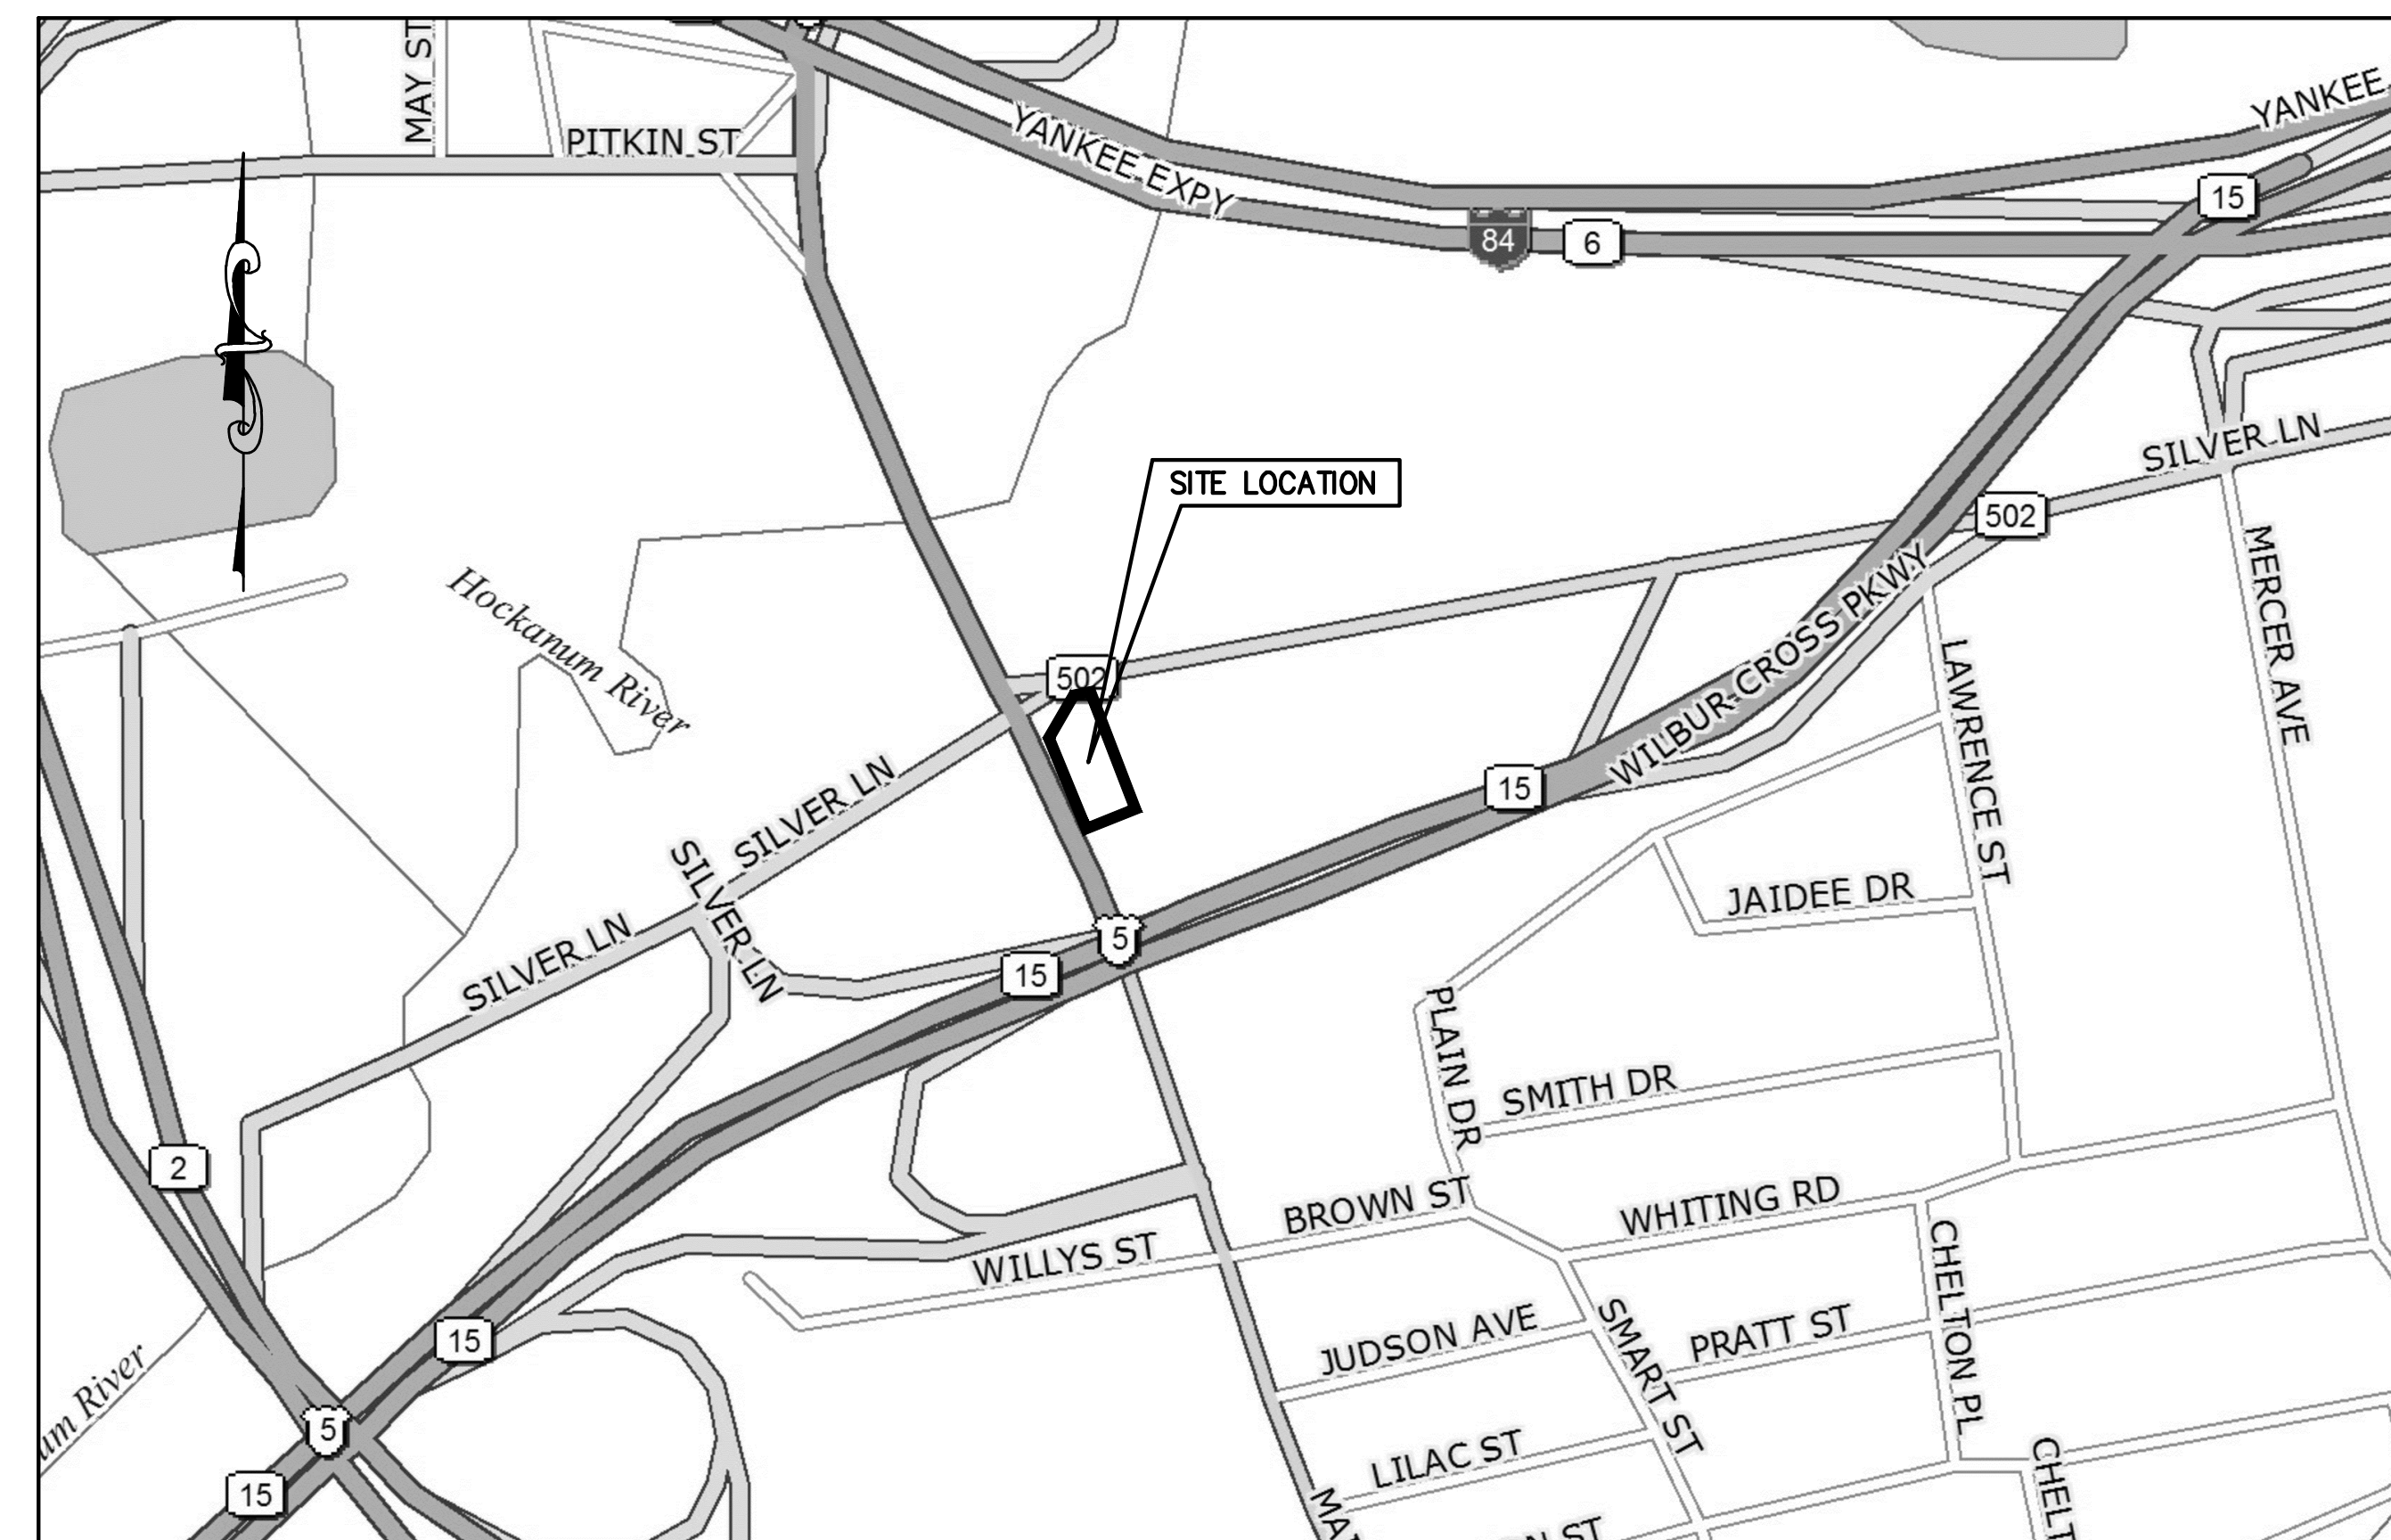 MAY ST
PITKIN ST
YANKEE EXPY
YANKEE
15
84
6
SITE LOCATION
SILVER LN
502
Hockanum River
502
MERCER AVE
WILBUR CROSS PKWY
LAWRENCE ST
SILVER LN
15
SILVER LN
JAIDEE DR
SILVER LN
5
15
PLAIN DR
SMITH DR
2
BROWN ST
WHITING RD
WILLYS ST
CHELTON PL
15
JUDSON AVE
SMART ST
PRATT ST
um River
5
LILAC ST
15
CHELT
ST